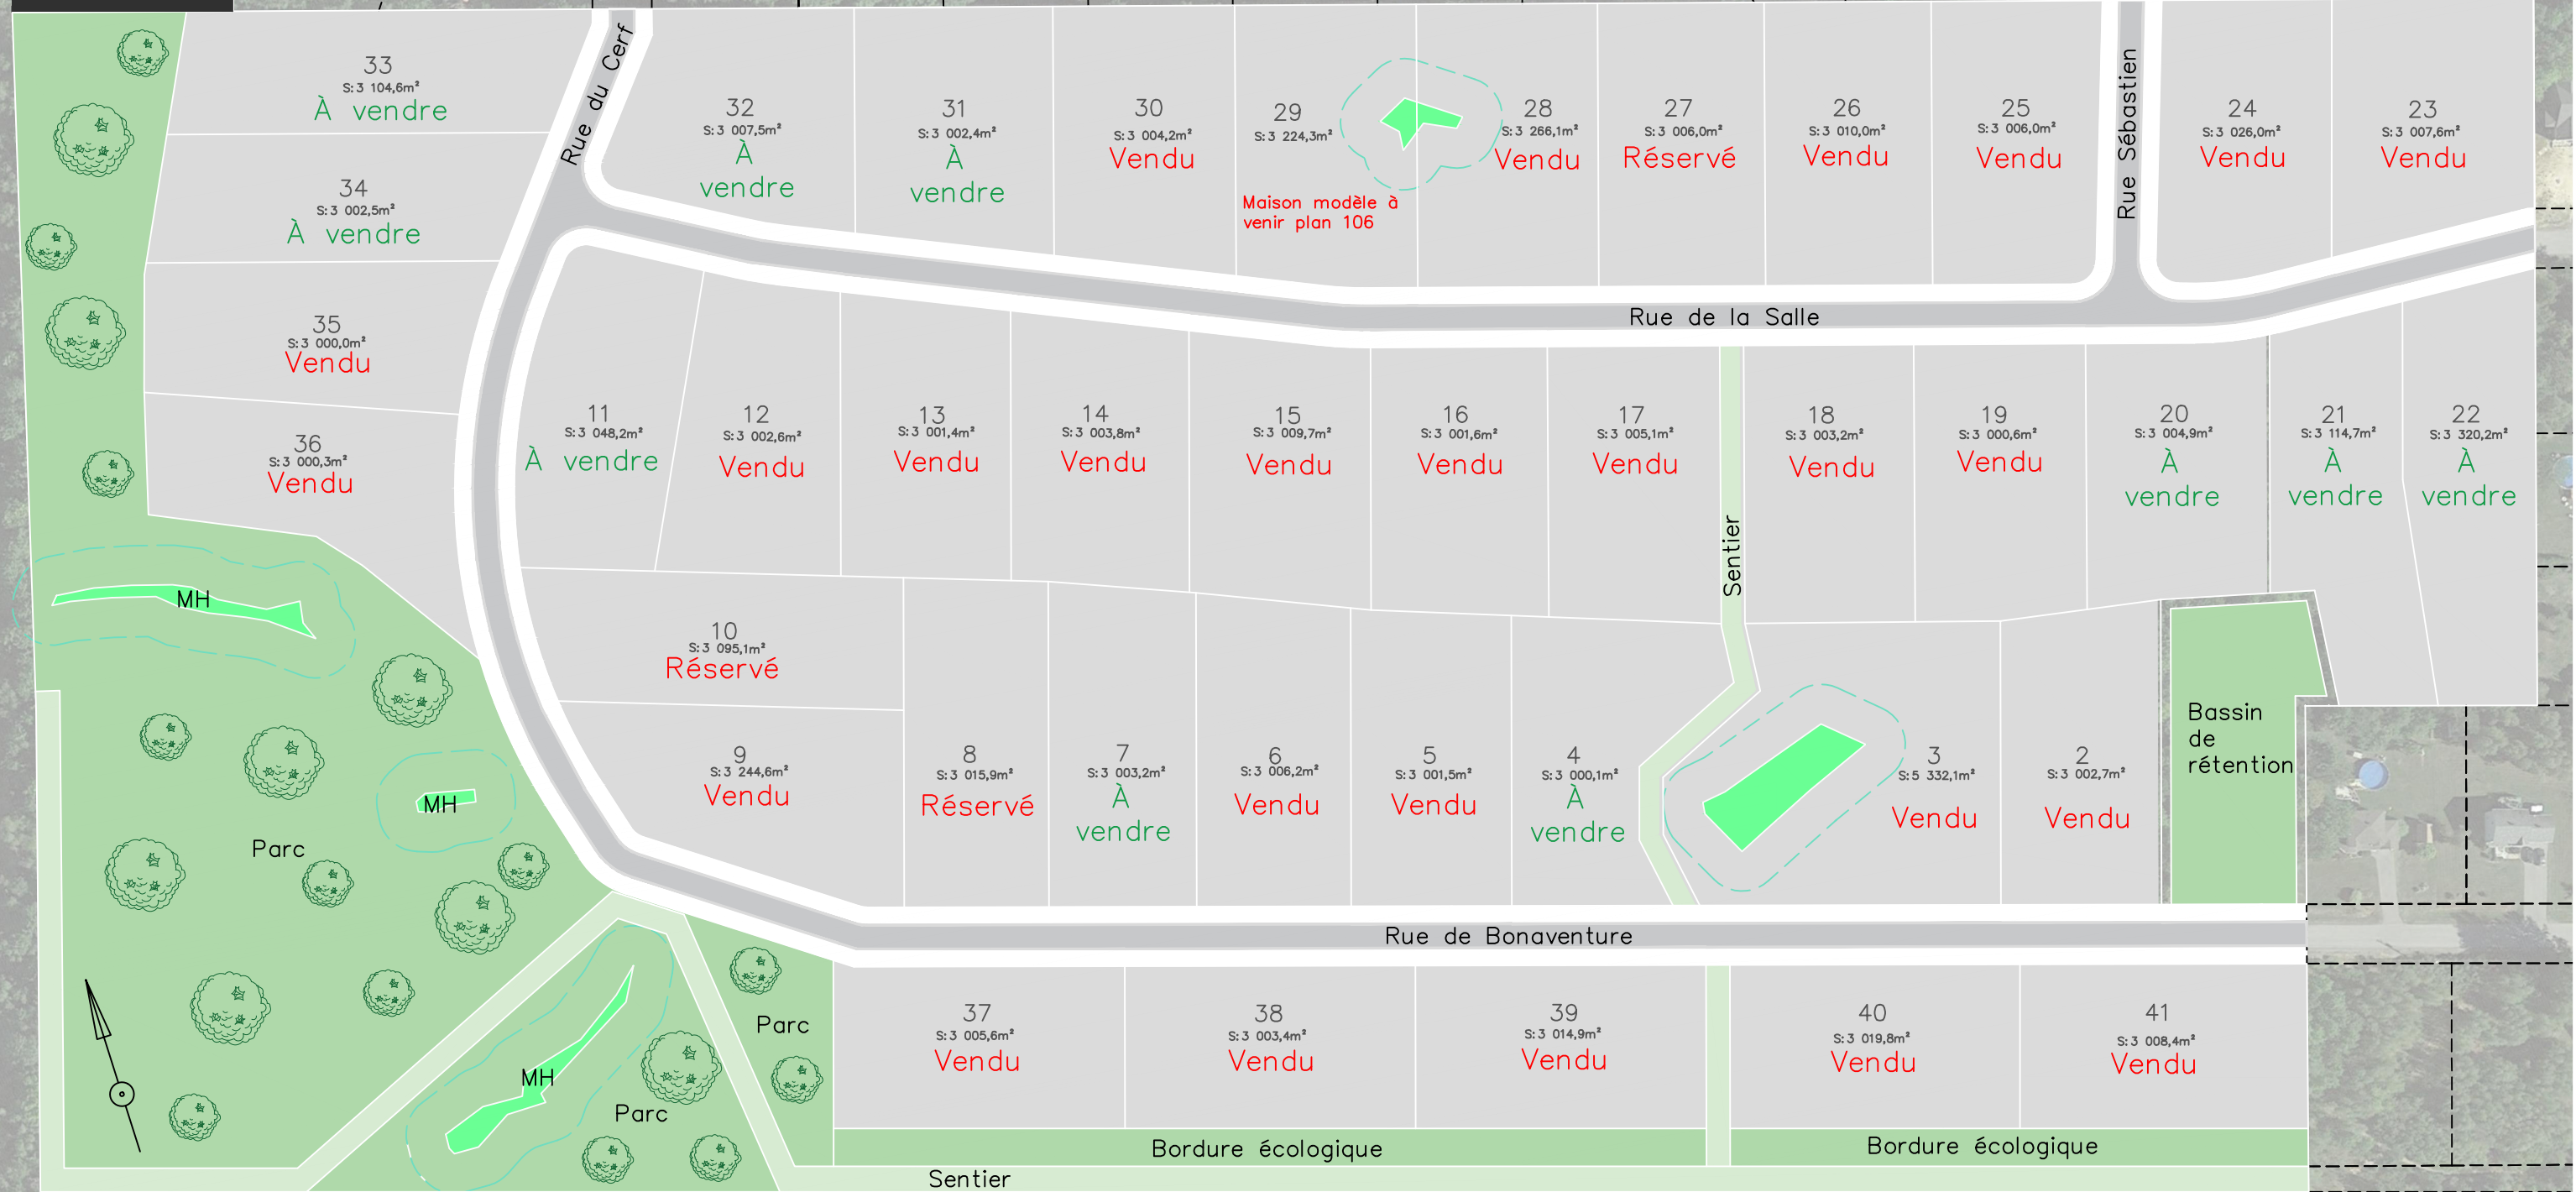 33
S:3 104,6m²
À vendre
34
S:3 002,5m²
À vendre
35
S:3 000,0m²
Vendu
36
S:3 000,3m²
Vendu
Rue du Cerf
32
S:3 007,5m²
À
vendre
31
S:3 002,4m²
À
vendre
30
S:3 004,2m²
Vendu
29
S:3 224,3m²
Maison modèle à
venir plan 106
28
S:3 266,1m²
Vendu
27
S:3 006,0m²
Réservé
26
S:3 010,0m²
Vendu
25
S:3 006,0m²
Vendu
Rue Sébastien
24
S:3 026,0m²
Vendu
23
S:3 007,6m²
Vendu
Rue de la Salle
11
S:3 048,2m²
À vendre
12
S:3 002,6m²
Vendu
13
S:3 001,4m²
Vendu
14
S:3 003,8m²
Vendu
15
S:3 009,7m²
Vendu
16
S:3 001,6m²
Vendu
17
S:3 005,1m²
Vendu
Sentier
18
S:3 003,2m²
Vendu
19
S:3 000,6m²
Vendu
20
S:3 004,9m²
À
vendre
21
S:3 114,7m²
À
vendre
22
S:3 320,2m²
À
vendre
10
S:3 095,1m²
Réservé
9
S:3 244,6m²
Vendu
8
S:3 015,9m²
Réservé
7
S:3 003,2m²
À
vendre
6
S:3 006,2m²
Vendu
5
S:3 001,5m²
Vendu
4
S:3 000,1m²
À
vendre
3
S:5 332,1m²
Vendu
2
S:3 002,7m²
Vendu
Bassin
de
rétention
MH
MH
Parc
Rue de Bonaventure
37
S:3 005,6m²
Vendu
38
S:3 003,4m²
Vendu
39
S:3 014,9m²
Vendu
40
S:3 019,8m²
Vendu
41
S:3 008,4m²
Vendu
Parc
MH
Parc
Bordure écologique
Bordure écologique
Sentier